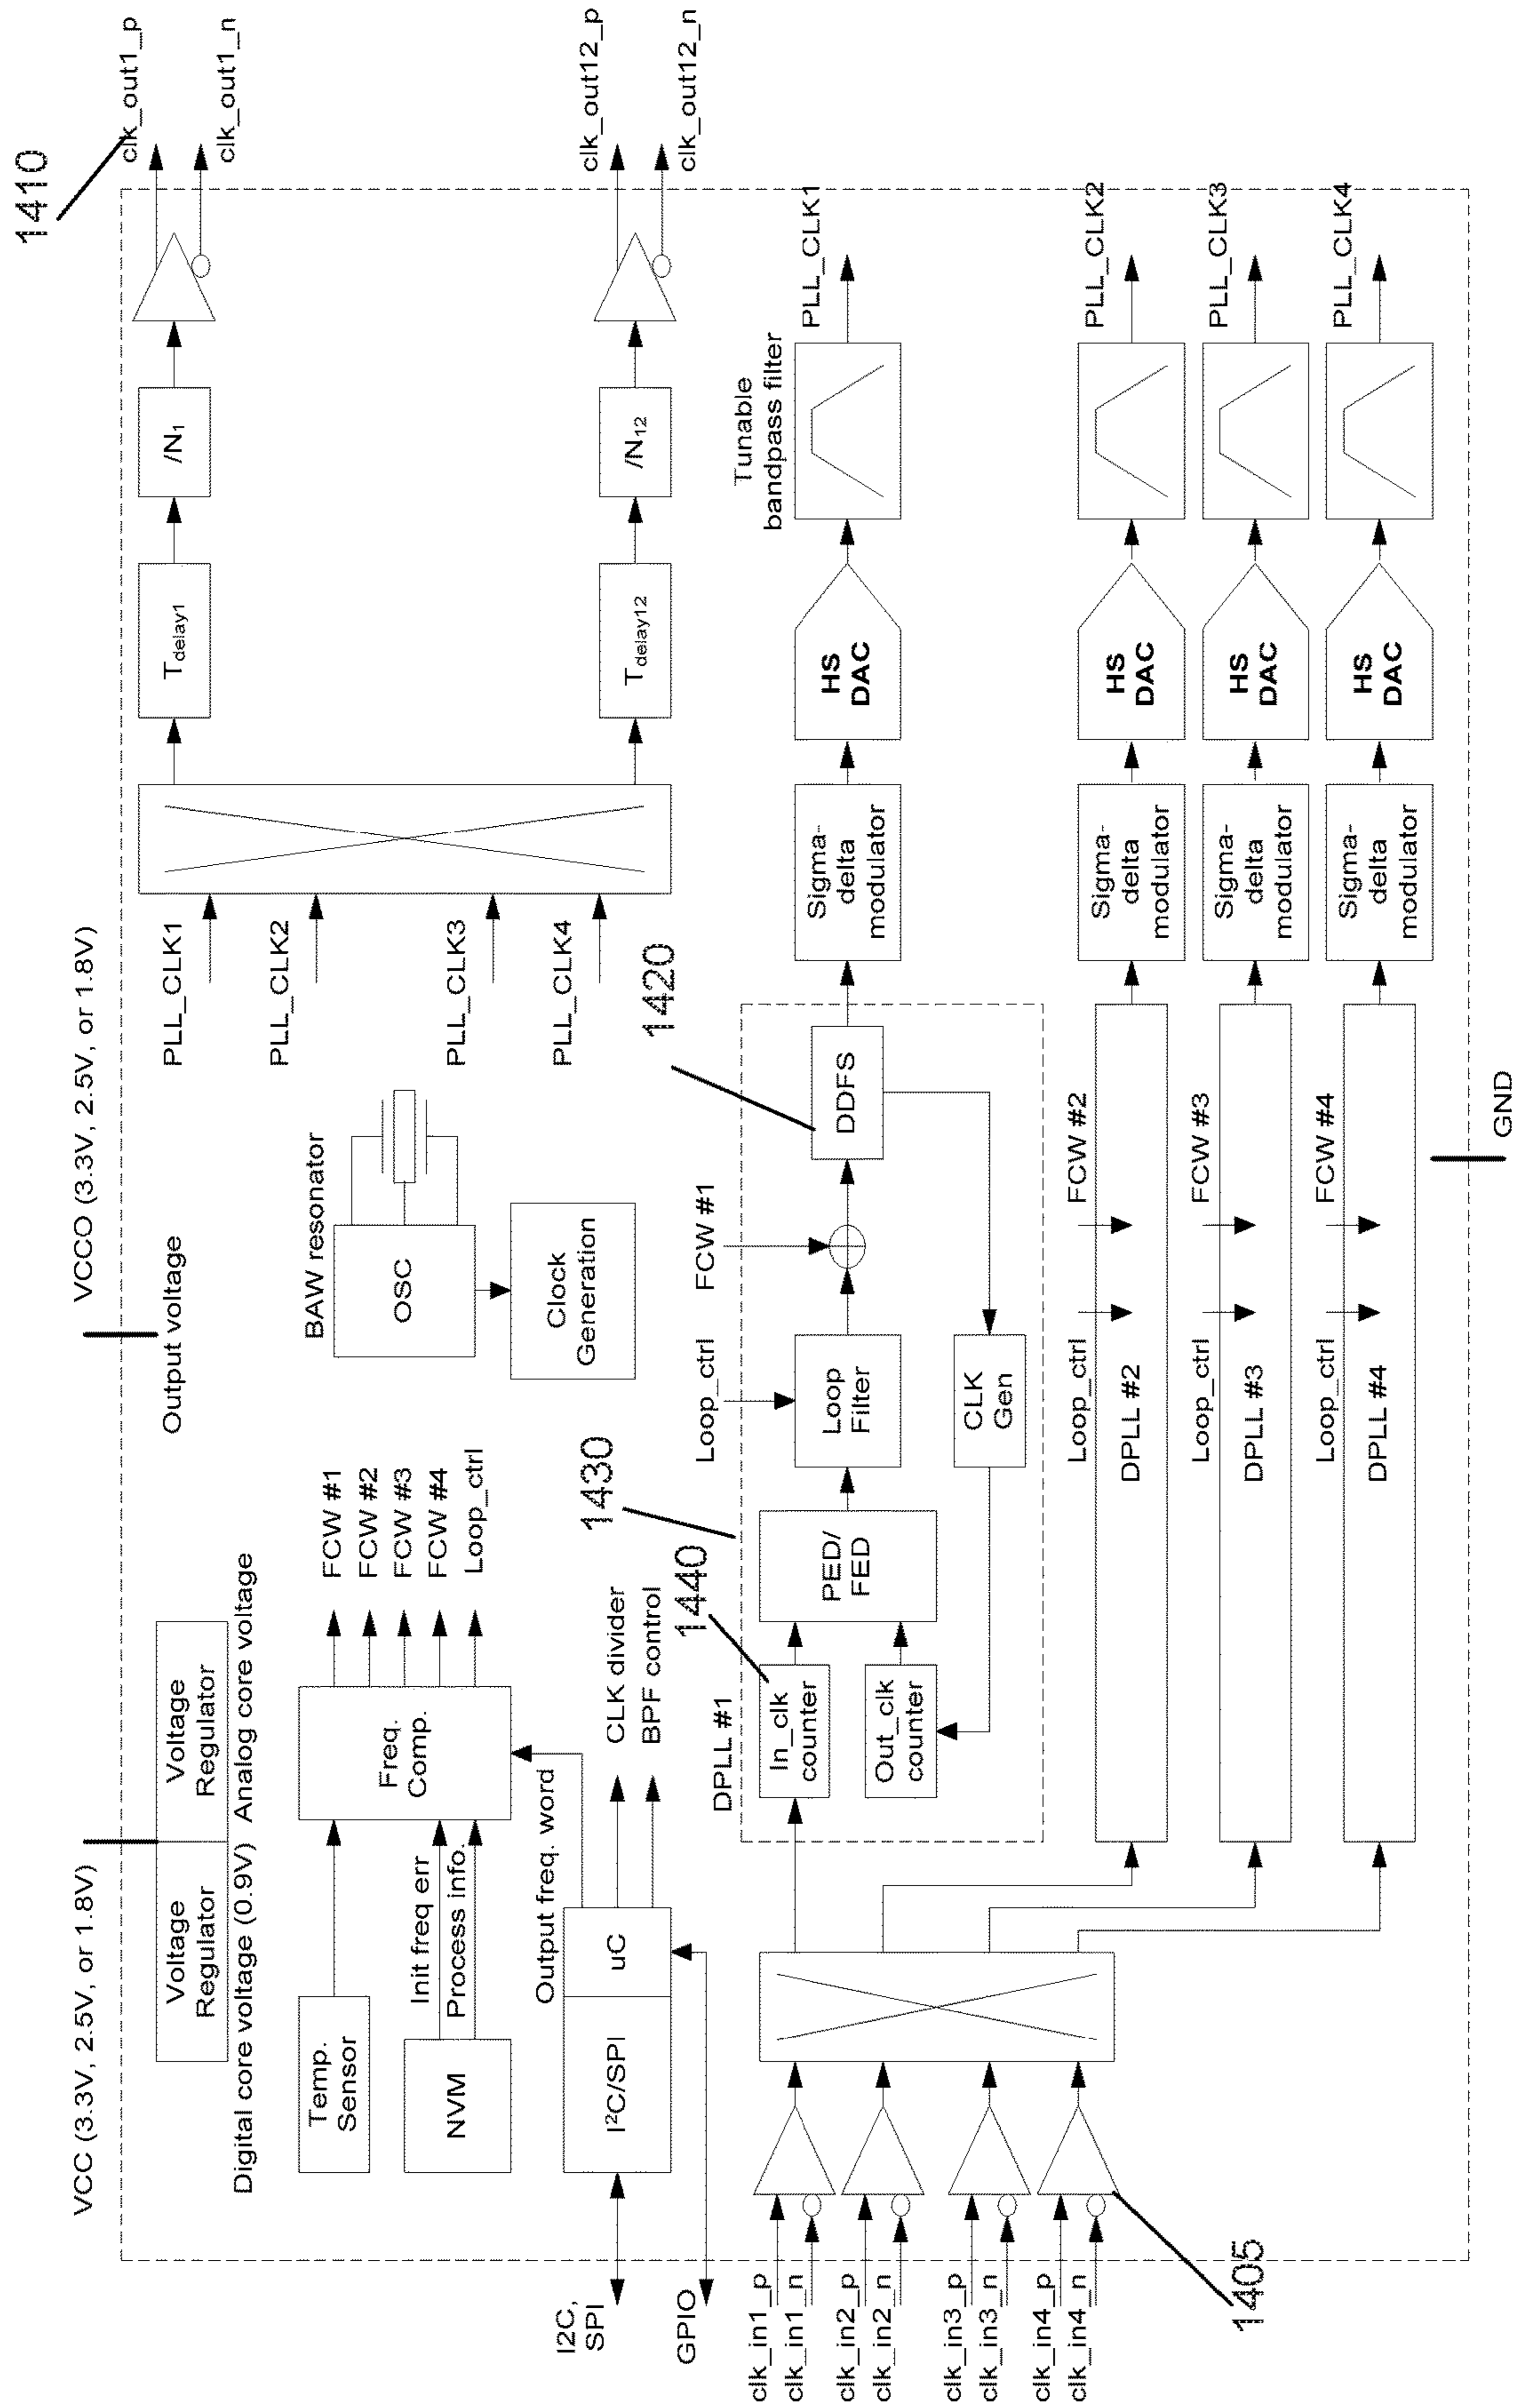 VCC (3.3V, 2.5V, or 1.8V)
VCCO (3.3V, 2.5V, or 1.8V)
1410
clk_out1_p
clk_out1_n
Voltage
Regulator
Voltage
Regulator
Digital core voltage (0.9V)
Analog core voltage
Output voltage
Temp.
Sensor
NVM
Init freq err
Process info.
Freq.
Comp.
FCW #1
FCW #2
FCW #3
FCW #4
Loop_ctrl
BAW resonator
OSC
Clock
Generation
PLL_CLK1
PLL_CLK2
PLL_CLK3
PLL_CLK4
Tdelay1
/N1
Tdelay12
/N12
clk_out12_p
clk_out12_n
I2C,
SPI
GPIO
I²C/SPI
uC
Output freq. word
CLK divider
BPF control
clk_in1_p
clk_in1_n
clk_in2_p
clk_in2_n
clk_in3_p
clk_in3_n
clk_in4_p
clk_in4_n
1405
DPLL #1
1440
In_clk
counter
Out_clk
counter
1430
PED/
FED
Loop_ctrl
Loop
Filter
FCW #1
CLK
Gen
1420
DDFS
Sigma-
delta
modulator
HS
DAC
Tunable
bandpass filter
PLL_CLK1
Loop_ctrl
FCW #2
DPLL #2
Sigma-
delta
modulator
HS
DAC
PLL_CLK2
Loop_ctrl
FCW #3
DPLL #3
Sigma-
delta
modulator
HS
DAC
PLL_CLK3
Loop_ctrl
FCW #4
DPLL #4
Sigma-
delta
modulator
HS
DAC
PLL_CLK4
GND